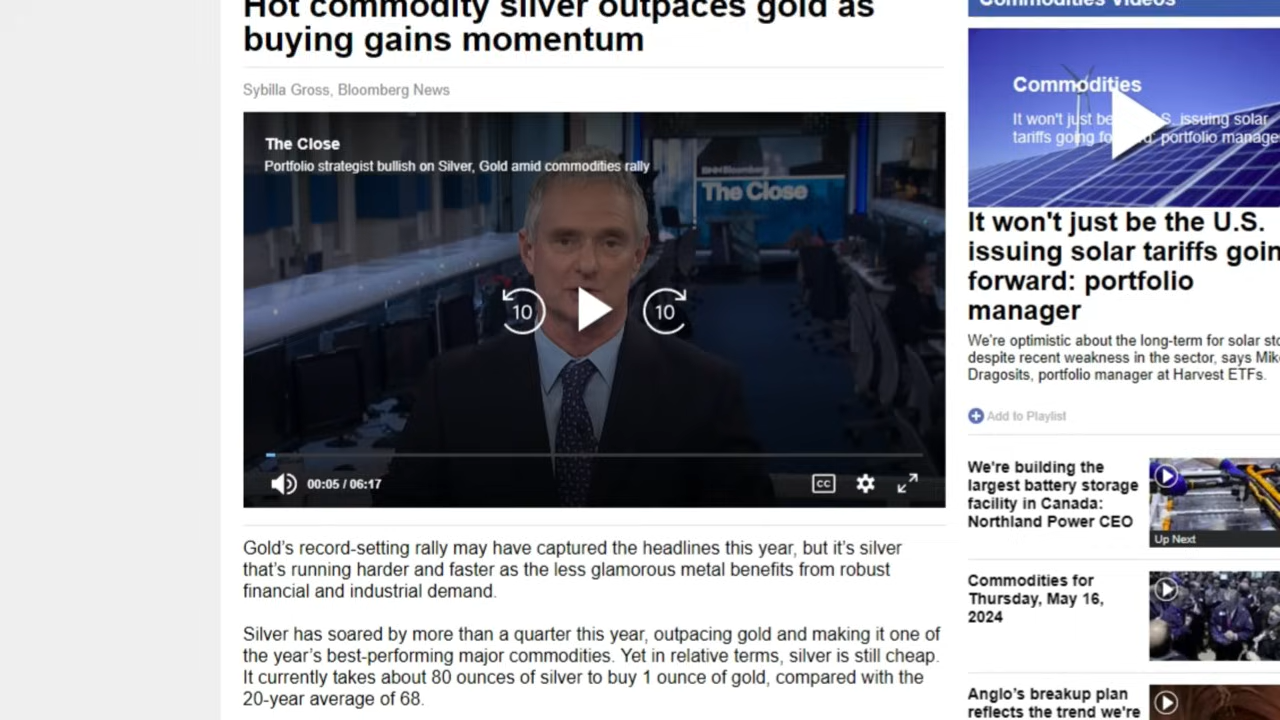 Hot commodity silver outpaces gold as
buying gains momentum
Sybilla Gross, Bloomberg News
The Close
Portfolio strategist bullish on Silver, Gold amid commodities rally
BNN Bloomberg
The Close
10
10
00:05 / 06:17
CC
Gold’s record-setting rally may have captured the headlines this year, but it’s silver
that’s running harder and faster as the less glamorous metal benefits from robust
financial and industrial demand.
Silver has soared by more than a quarter this year, outpacing gold and making it one of
the year’s best-performing major commodities. Yet in relative terms, silver is still cheap.
It currently takes about 80 ounces of silver to buy 1 ounce of gold, compared with the
20-year average of 68.
Commodities Videos
Commodities
It won't just be S. issuing solar
tariffs going portfolio manage
It won't just be the U.S.
issuing solar tariffs goin
forward: portfolio
manager
We're optimistic about the long-term for solar sto
despite recent weakness in the sector, says Mik
Dragosits, portfolio manager at Harvest ETFs.
Add to Playlist
We're building the
largest battery storage
facility in Canada:
Northland Power CEO
Up Next
Commodities for
Thursday, May 16,
2024
Anglo's breakup plan
reflects the trend we're